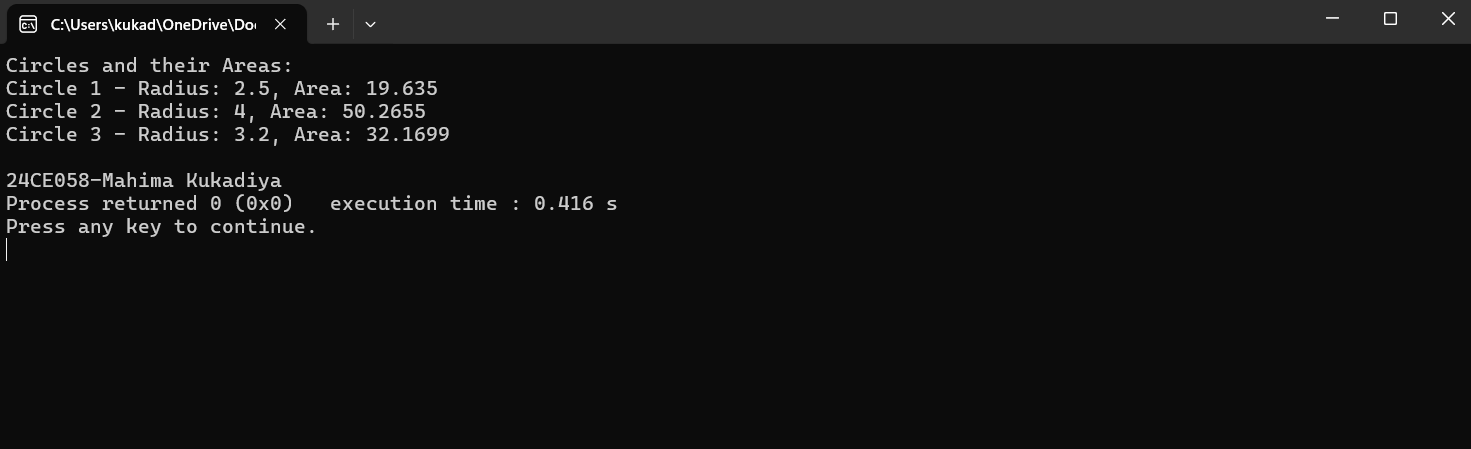 C:\Users\kukad\OneDrive\Do
Circles and their Areas:
Circle 1 - Radius: 2.5, Area: 19.635
Circle 2 - Radius: 4, Area: 50.2655
Circle 3 - Radius: 3.2, Area: 32.1699
24CE058-Mahima Kukadiya
Process returned 0 (0x0)   execution time : 0.416 s
Press any key to continue.